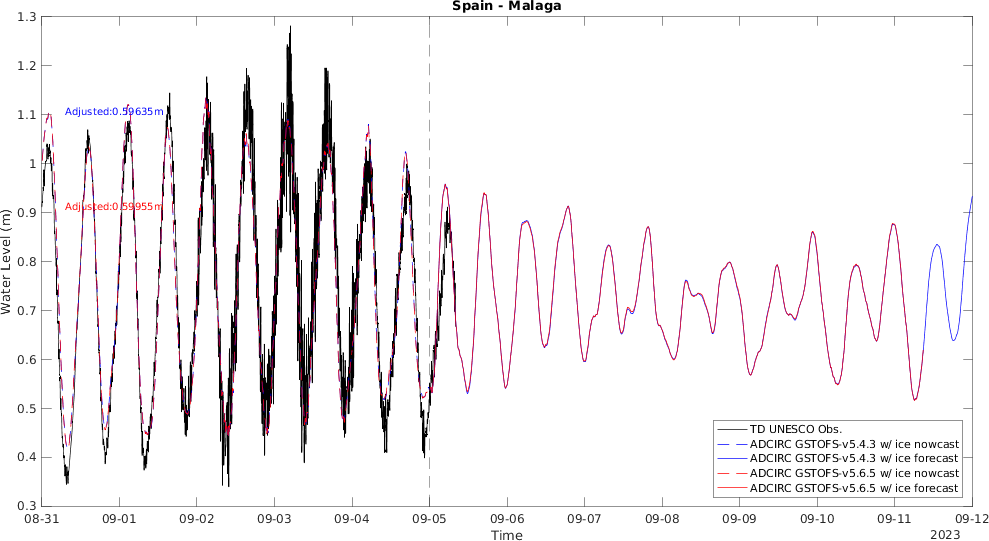 Spain - Malaga
1.3
1.2
1.1
1
0.9
0.8
0.7
0.6
0.5
0.4
0.3
Water Level (m)
Adjusted:0.59635m
Adjusted:0.59955m
TD UNESCO Obs.
ADCIRC GSTOFS-v5.4.3 w/ ice nowcast
ADCIRC GSTOFS-v5.4.3 w/ ice forecast
ADCIRC GSTOFS-v5.6.5 w/ ice nowcast
ADCIRC GSTOFS-v5.6.5 w/ ice forecast
08-31 09-01 09-02 09-03 09-04 09-05 09-06 09-07 09-08 09-09 09-10 09-11 09-12
Time
2023